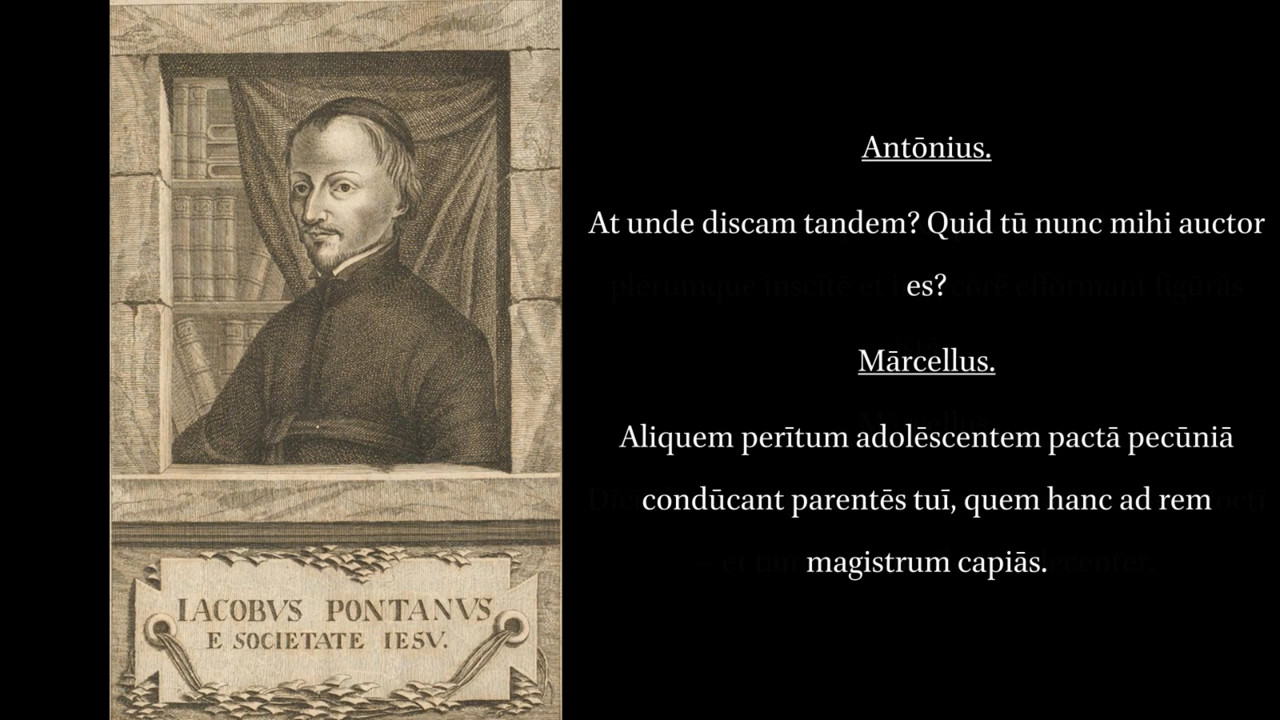 Antōnius.
At unde discam tandem? Quid tū nunc mihi auctor
es?
Mārcellus.
Aliquem perītum adolēscentem pactā pecūniā
condūcant parentēs tuī, quem hanc ad rem
magistrum capiās.
IACOBVS PONTANVS
E SOCIETATE IESV.